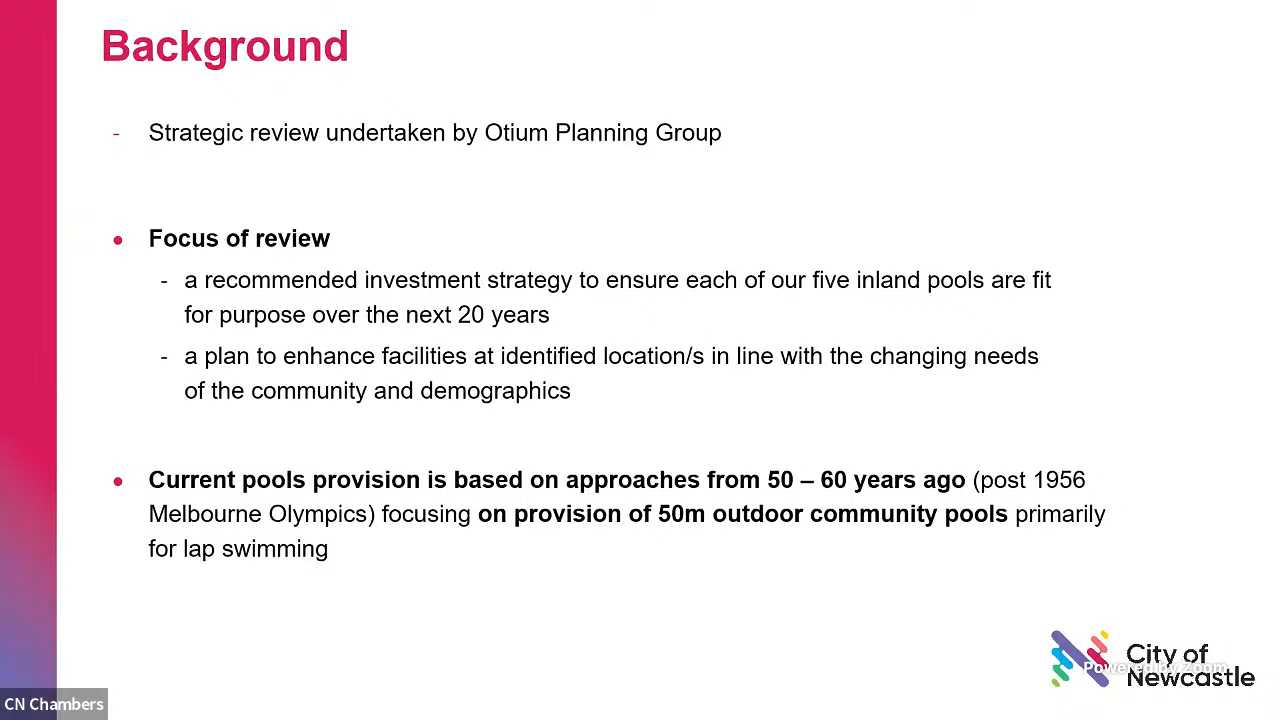 Background
- Strategic review undertaken by Otium Planning Group
• Focus of review
- a recommended investment strategy to ensure each of our five inland pools are fit
for purpose over the next 20 years
- a plan to enhance facilities at identified location/s in line with the changing needs
of the community and demographics
• Current pools provision is based on approaches from 50 – 60 years ago (post 1956
Melbourne Olympics) focusing on provision of 50m outdoor community pools primarily
for lap swimming
City of
Newcastle
Powered by Zoom
CN Chambers